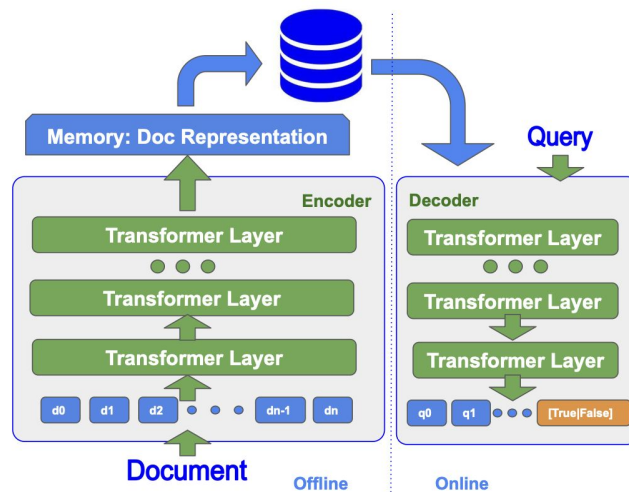 Memory: Doc Representation
Query
Encoder
Decoder
Transformer Layer
Transformer Layer
Transformer Layer
Transformer Layer
Transformer Layer
Transformer Layer
d0 d1 d2 dn-1 dn
q0 q1 [True|False]
Document
Offline
Online